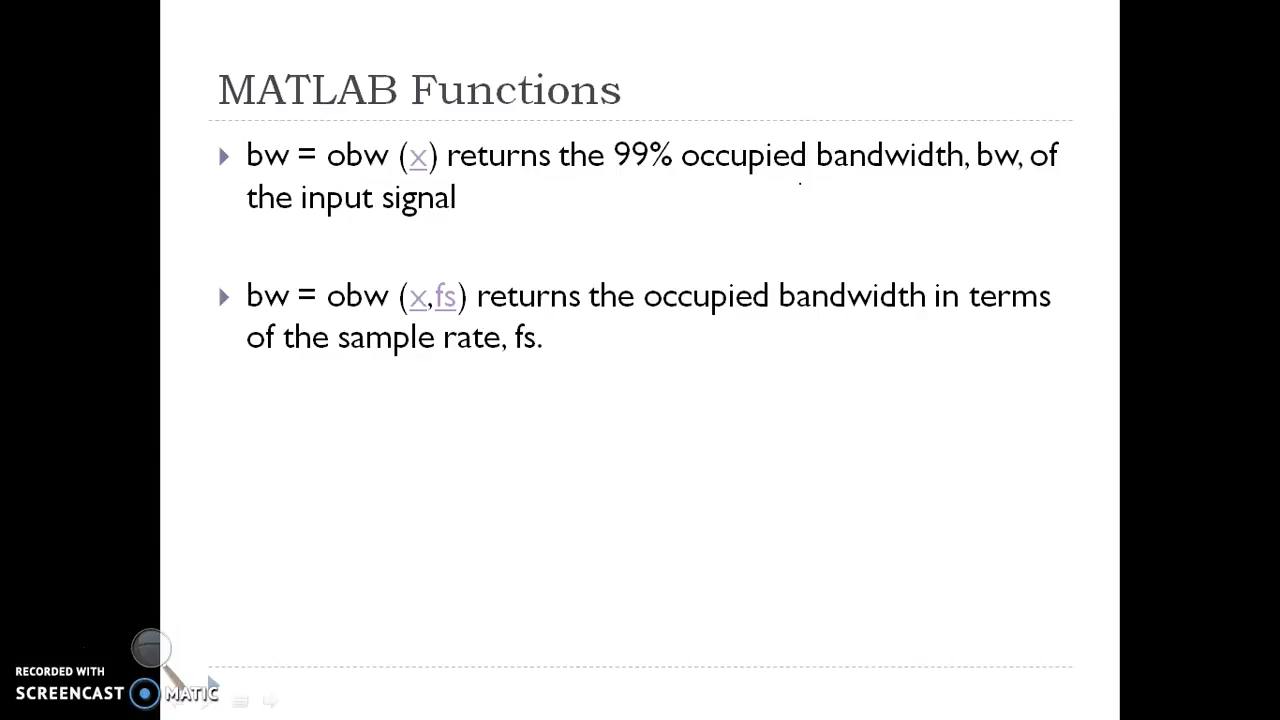 MATLAB Functions
bw = obw (x) returns the 99% occupied bandwidth, bw, of
the input signal
bw = obw (x,fs) returns the occupied bandwidth in terms
of the sample rate, fs.
RECORDED WITH
SCREENCAST MATIC